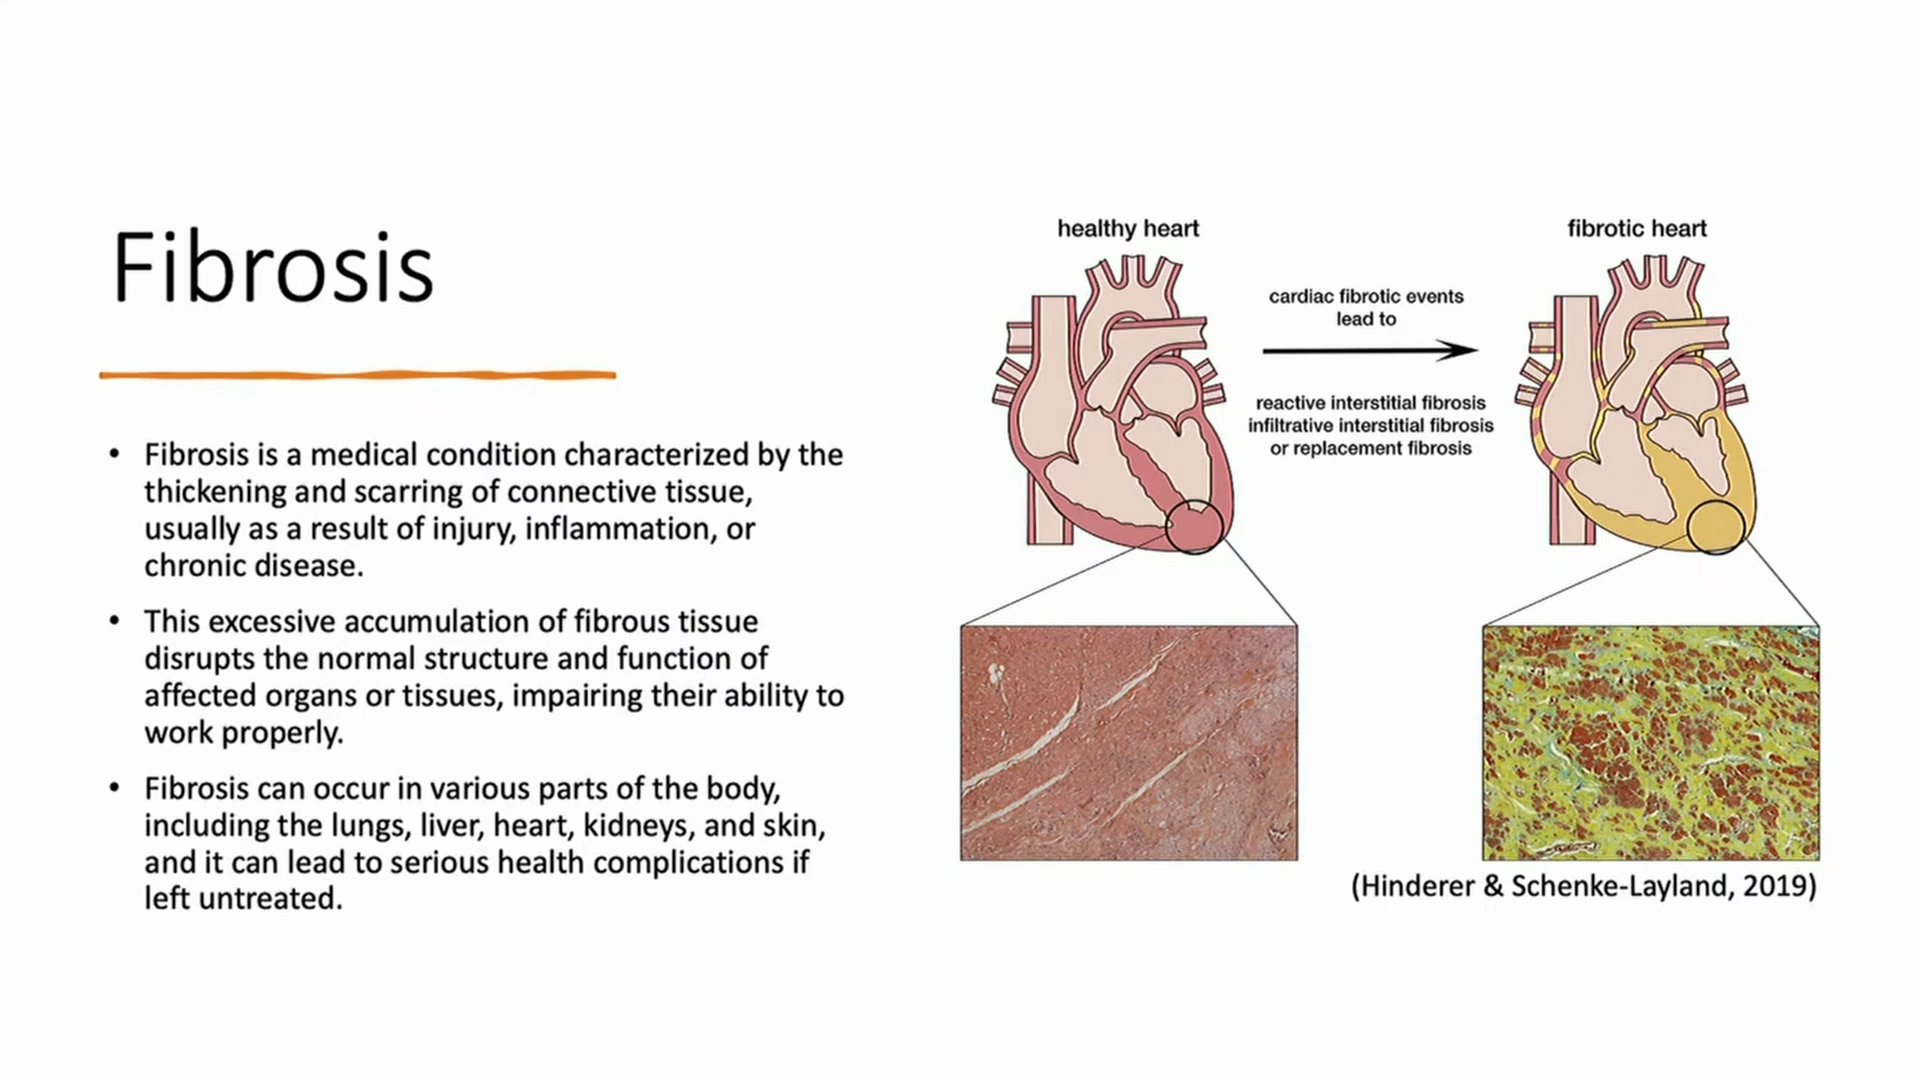 Fibrosis
• Fibrosis is a medical condition characterized by the
thickening and scarring of connective tissue,
usually as a result of injury, inflammation, or
chronic disease.
• This excessive accumulation of fibrous tissue
disrupts the normal structure and function of
affected organs or tissues, impairing their ability to
work properly.
• Fibrosis can occur in various parts of the body,
including the lungs, liver, heart, kidneys, and skin,
and it can lead to serious health complications if
left untreated.
healthy heart
cardiac fibrotic events
lead to
reactive interstitial fibrosis
infiltrative interstitial fibrosis
or replacement fibrosis
fibrotic heart
(Hinderer & Schenke-Layland, 2019)